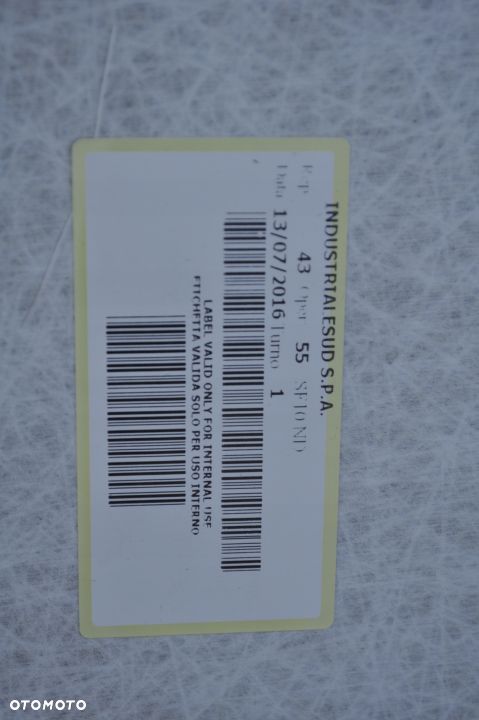 INDUSTRIALESUD S.P.A.
Rep 43 Oper 55
Data 13/07/2016 Turno 1
LABEL VALID ONLY FOR INTERNAL USE
ETICHETTA VALIDA SOLO PER USO INTERNO
OTOMOTO